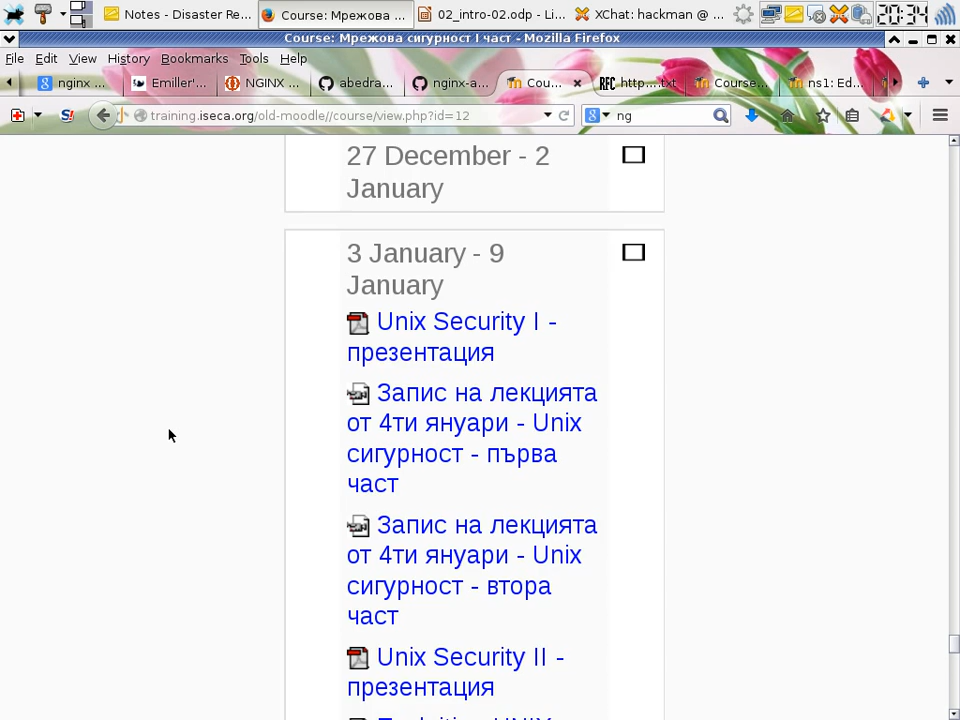 Notes - Disaster Re...
Course: Мрежова ...
02_intro-02.odp - Li...
XChat: hackman @ ...
20:34
Course: Мрежова сигурност I част - Mozilla Firefox
File Edit View History Bookmarks Tools Help
nginx ...
Emiller'...
NGINX ...
abedra...
nginx-a...
Cou...
RFC http....txt
Course...
ns1: Ed...
training.iseca.org/old-moodle//course/view.php?id=12
ng
27 December - 2
January
3 January - 9
January
Unix Security I -
презентация
Запис на лекцията
от 4ти януари - Unix
сигурност - първа
част
Запис на лекцията
от 4ти януари - Unix
сигурност - втора
част
Unix Security II -
презентация